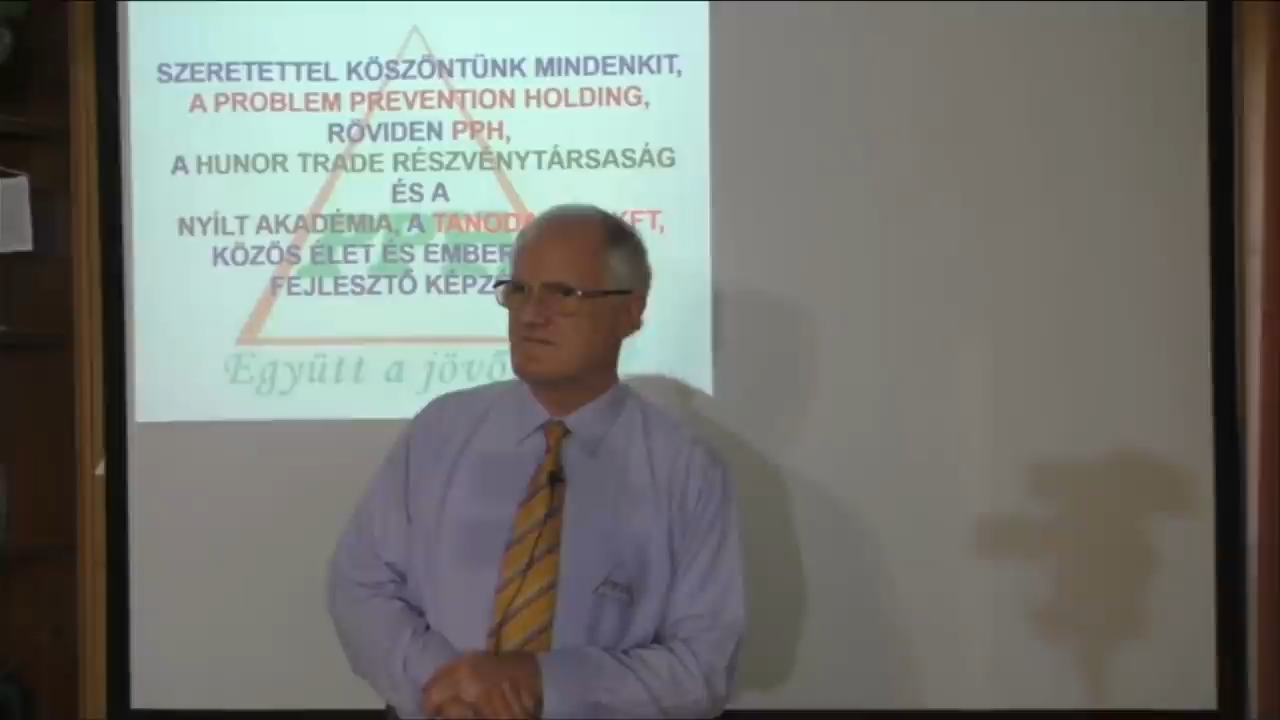 SZERETETTEL KÖSZÖNTÜNK MINDENKIT,
A PROBLEM PREVENTION HOLDING,
RÖVIDEN PPH,
A HUNOR TRADE RÉSZVÉNYTÁRSASÁG
ÉS A
NYÍLT AKADÉMIA, A
KÖZÖS ÉLET ÉS
FEJLESZTŐ
Együtt a